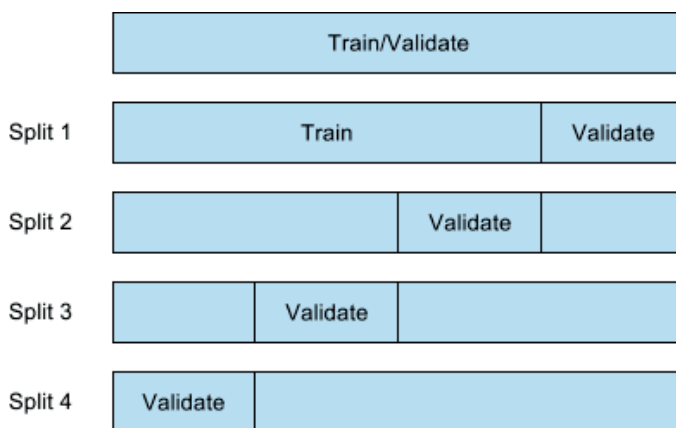 Train/Validate
Split 1 Train Validate
Split 2 Validate
Split 3 Validate
Split 4 Validate